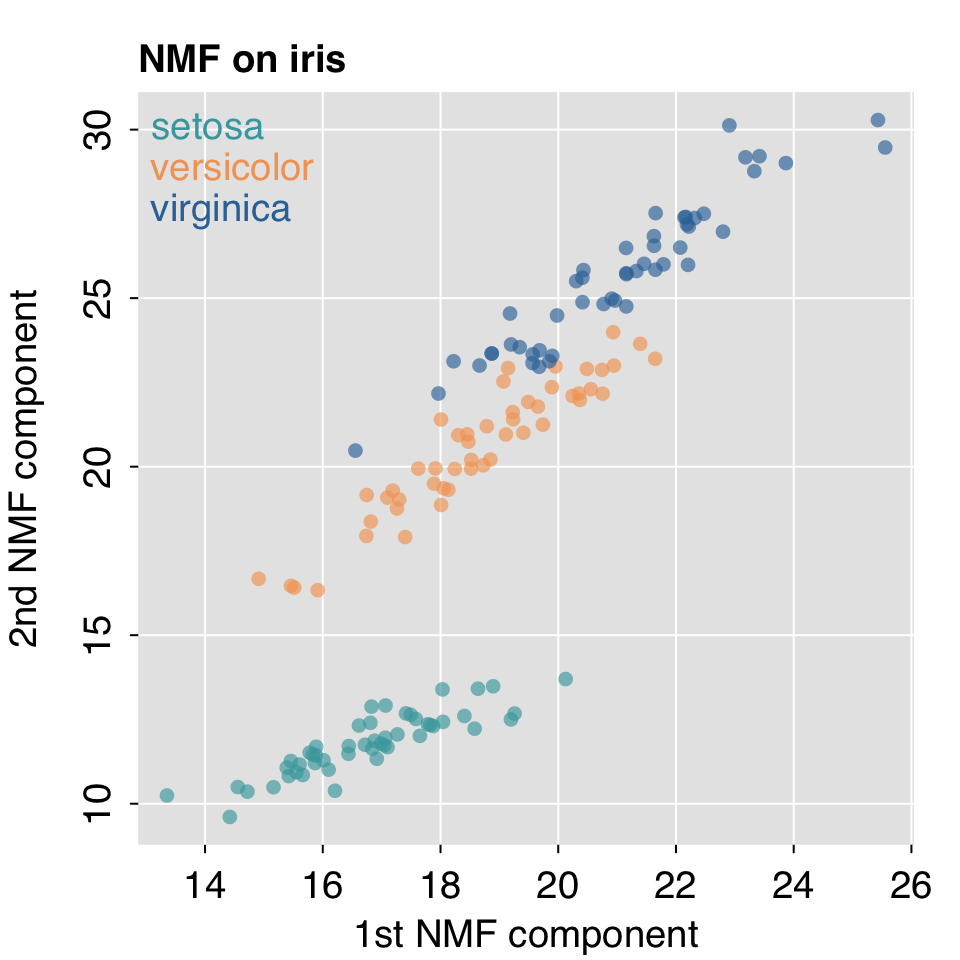 NMF on iris
setosa
versicolor
virginica
30
25
20
15
10
2nd NMF component
14 16 18 20 22 24 26
1st NMF component